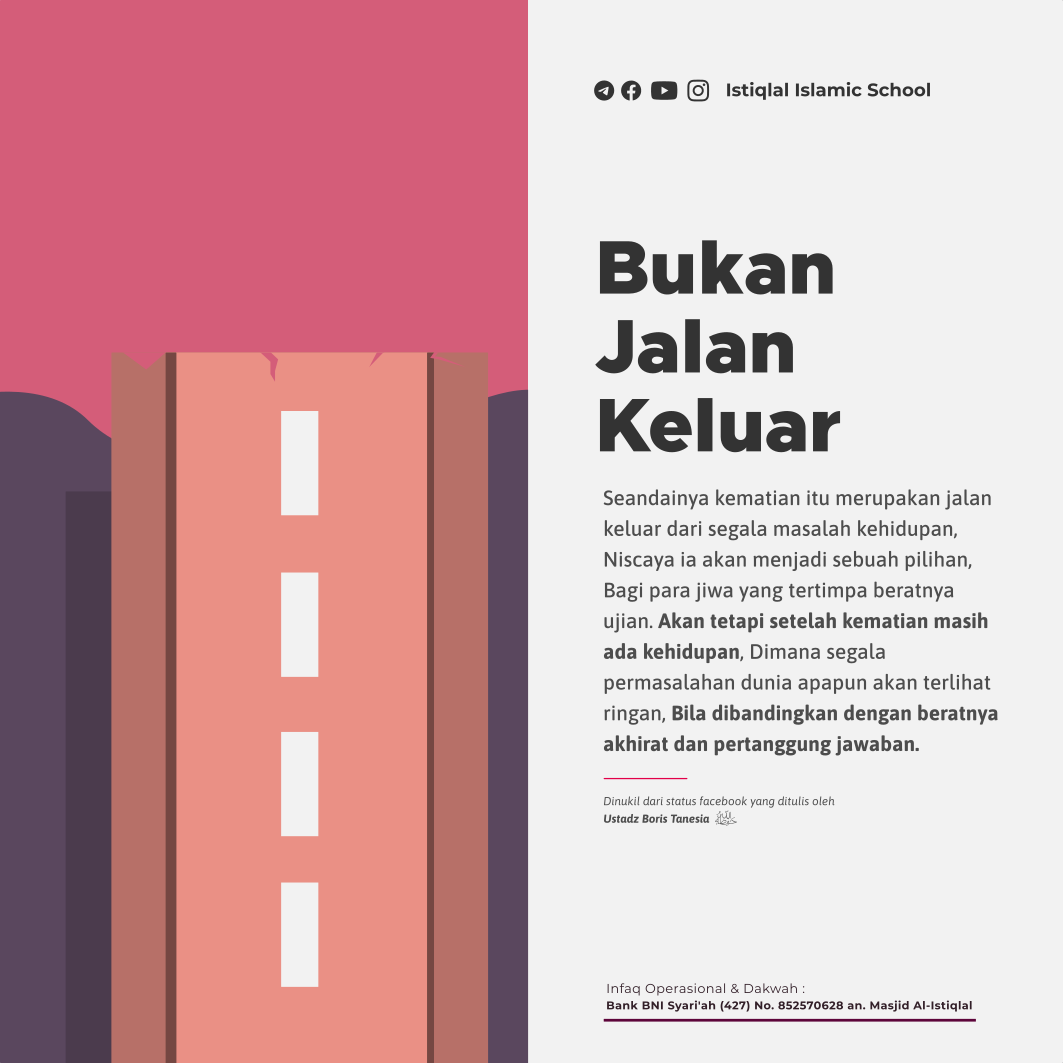 Istiqlal Islamic School
Bukan
Jalan
Keluar
Seandainya kematian itu merupakan jalan
keluar dari segala masalah kehidupan,
Niscaya ia akan menjadi sebuah pilihan,
Bagi para jiwa yang tertimpa beratnya
ujian. Akan tetapi setelah kematian masih
ada kehidupan, Dimana segala
permasalahan dunia apapun akan terlihat
ringan, Bila dibandingkan dengan beratnya
akhirat dan pertanggung jawaban.
Dinukil dari status facebook yang ditulis oleh
Ustadz Boris Tanesia
Infaq Operasional & Dakwah :
Bank BNI Syari'ah (427) No. 852570628 an. Masjid Al-Istiqlal